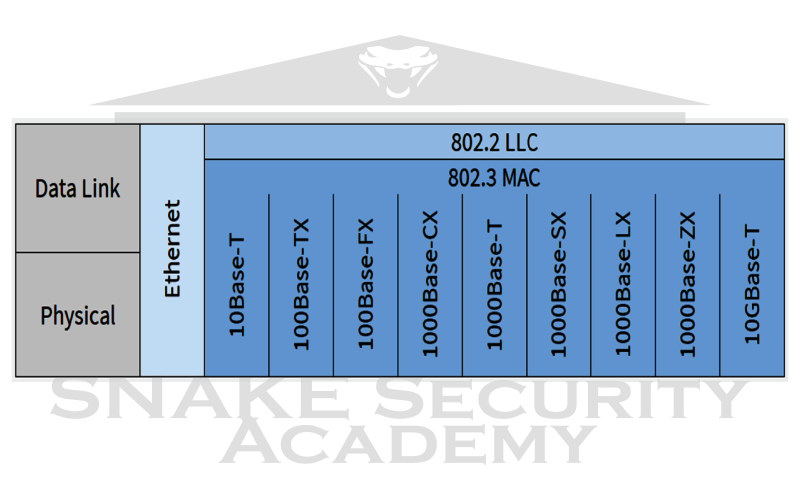 Data Link
Physical
Ethernet
802.2 LLC
802.3 MAC
10Base-T
100Base-TX
100Base-FX
1000Base-CX
1000Base-T
1000Base-SX
1000Base-LX
1000Base-ZX
10GBase-T
SNAKE SECURITY
ACADEMY